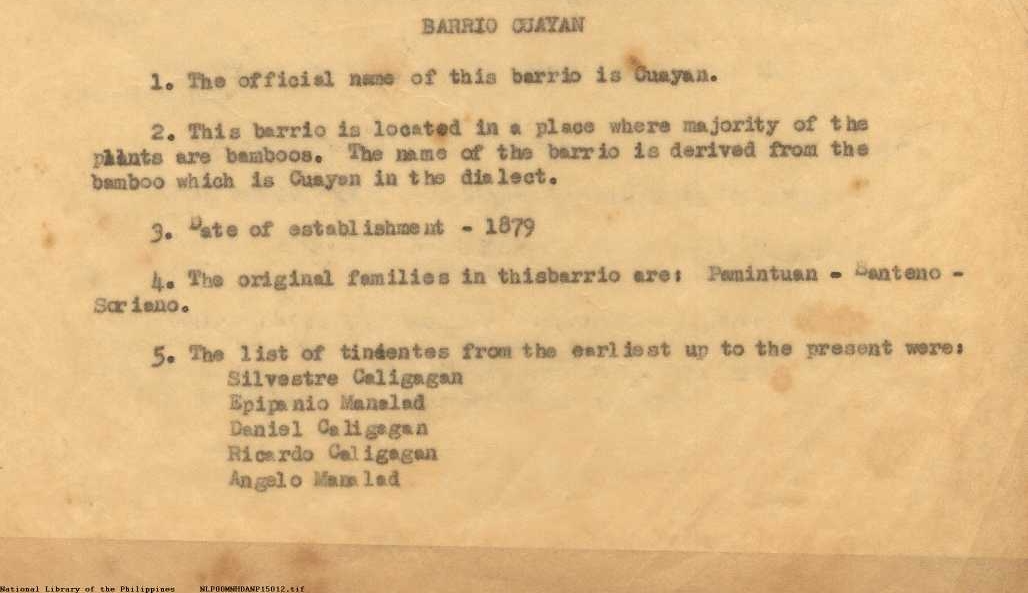 BARRIO CUAYAN
1. The official name of this barrio is Cuayan.
2. This barrio is located in a place where majority of the
plants are bamboos. The name of the barrio is derived from the
bamboo which is Cuayan in the dialect.
3. Date of establishment - 1879
4. The original families in thisbarrio are: Pamintuan - Banteno -
Soriano.
5. The list of tinientes from the earliest up to the present were:
Silvestre Caligagan
Epipanio Manalad
Daniel Caligagan
Ricardo Caligagan
Angelo Manalad
National Library of the Philippines NLPOOMNHDANP15012.tif